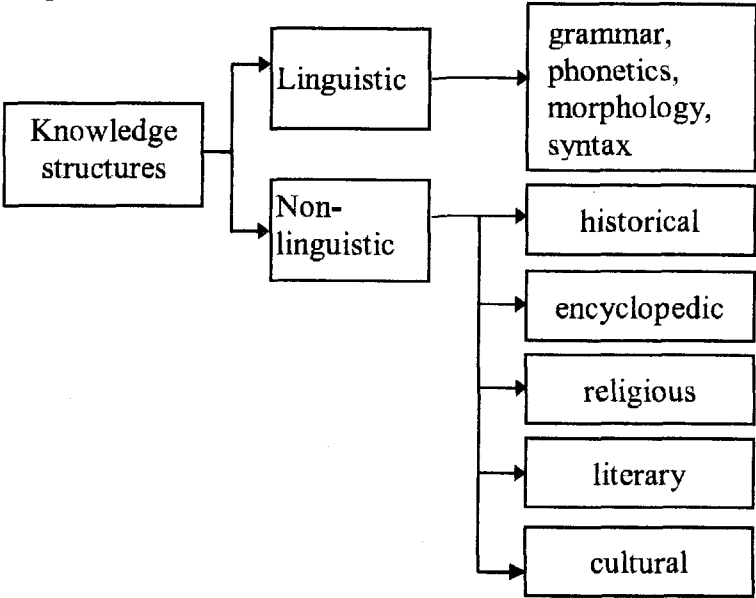 Knowledge
structures
Linguistic
grammar,
phonetics,
morphology,
syntax
Non-
linguistic
historical
encyclopedic
religious
literary
cultural